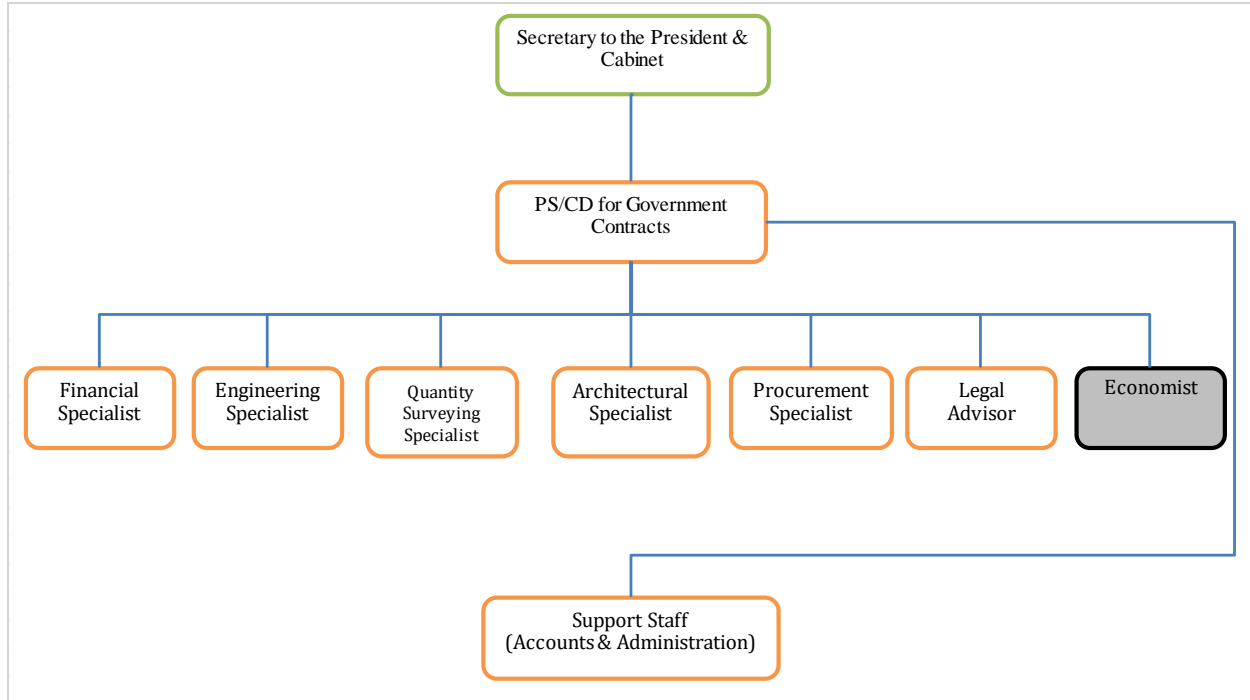 Secretary to the President &
Cabinet
PS/CD for Government
Contracts
Financial
Specialist
Engineering
Specialist
Quantity
Surveying
Specialist
Architectural
Specialist
Procurement
Specialist
Legal
Advisor
Economist
Support Staff
(Accounts & Administration)